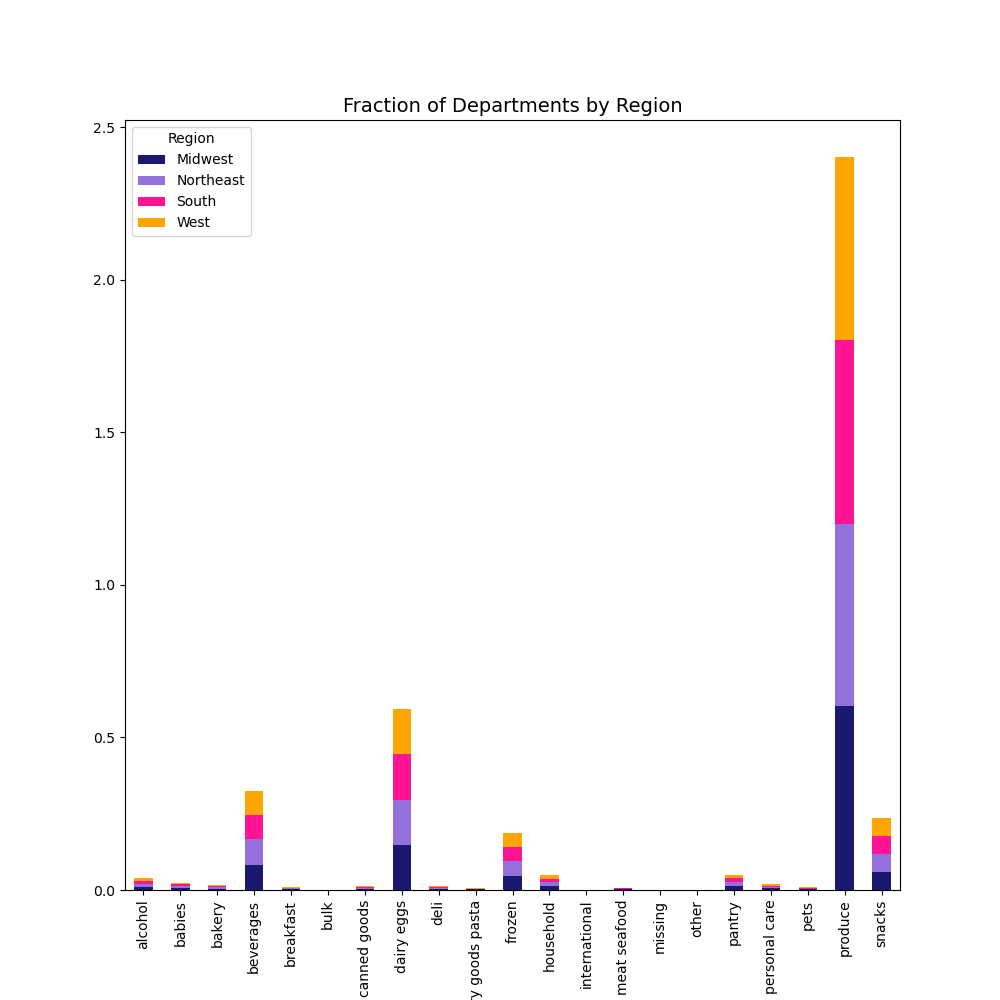 Fraction of Departments by Region
2.5
2.0
1.5
1.0
0.5
0.0
Region
Midwest
Northeast
South
West
alcohol
babies
bakery
beverages
breakfast
bulk
canned goods
dairy eggs
deli
y goods pasta
frozen
household
international
meat seafood
missing
other
pantry
personal care
pets
produce
snacks